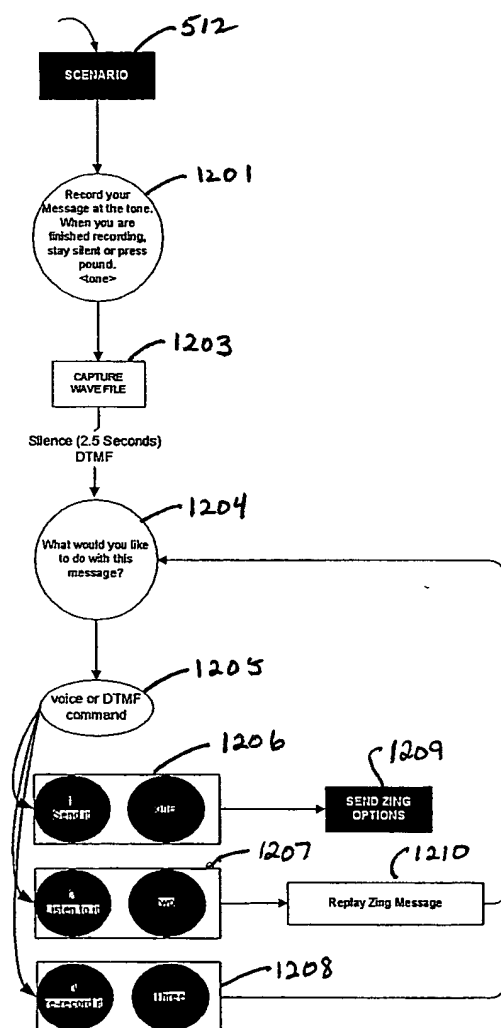 512
SCENARIO
1201
Record your
Message at the tone.
When you are
finished recording,
stay silent or press
pound.
<tone>
1203
CAPTURE
WAVE FILE
Silence (2.5 Seconds)
DTMF
1204
What would you like
to do with this
message?
1205
voice or DTMF
command
1206
1209
Send it
SEND ZING
OPTIONS
1207
1210
Listen to it
Replay Zing Message
1208
re-record it
Three